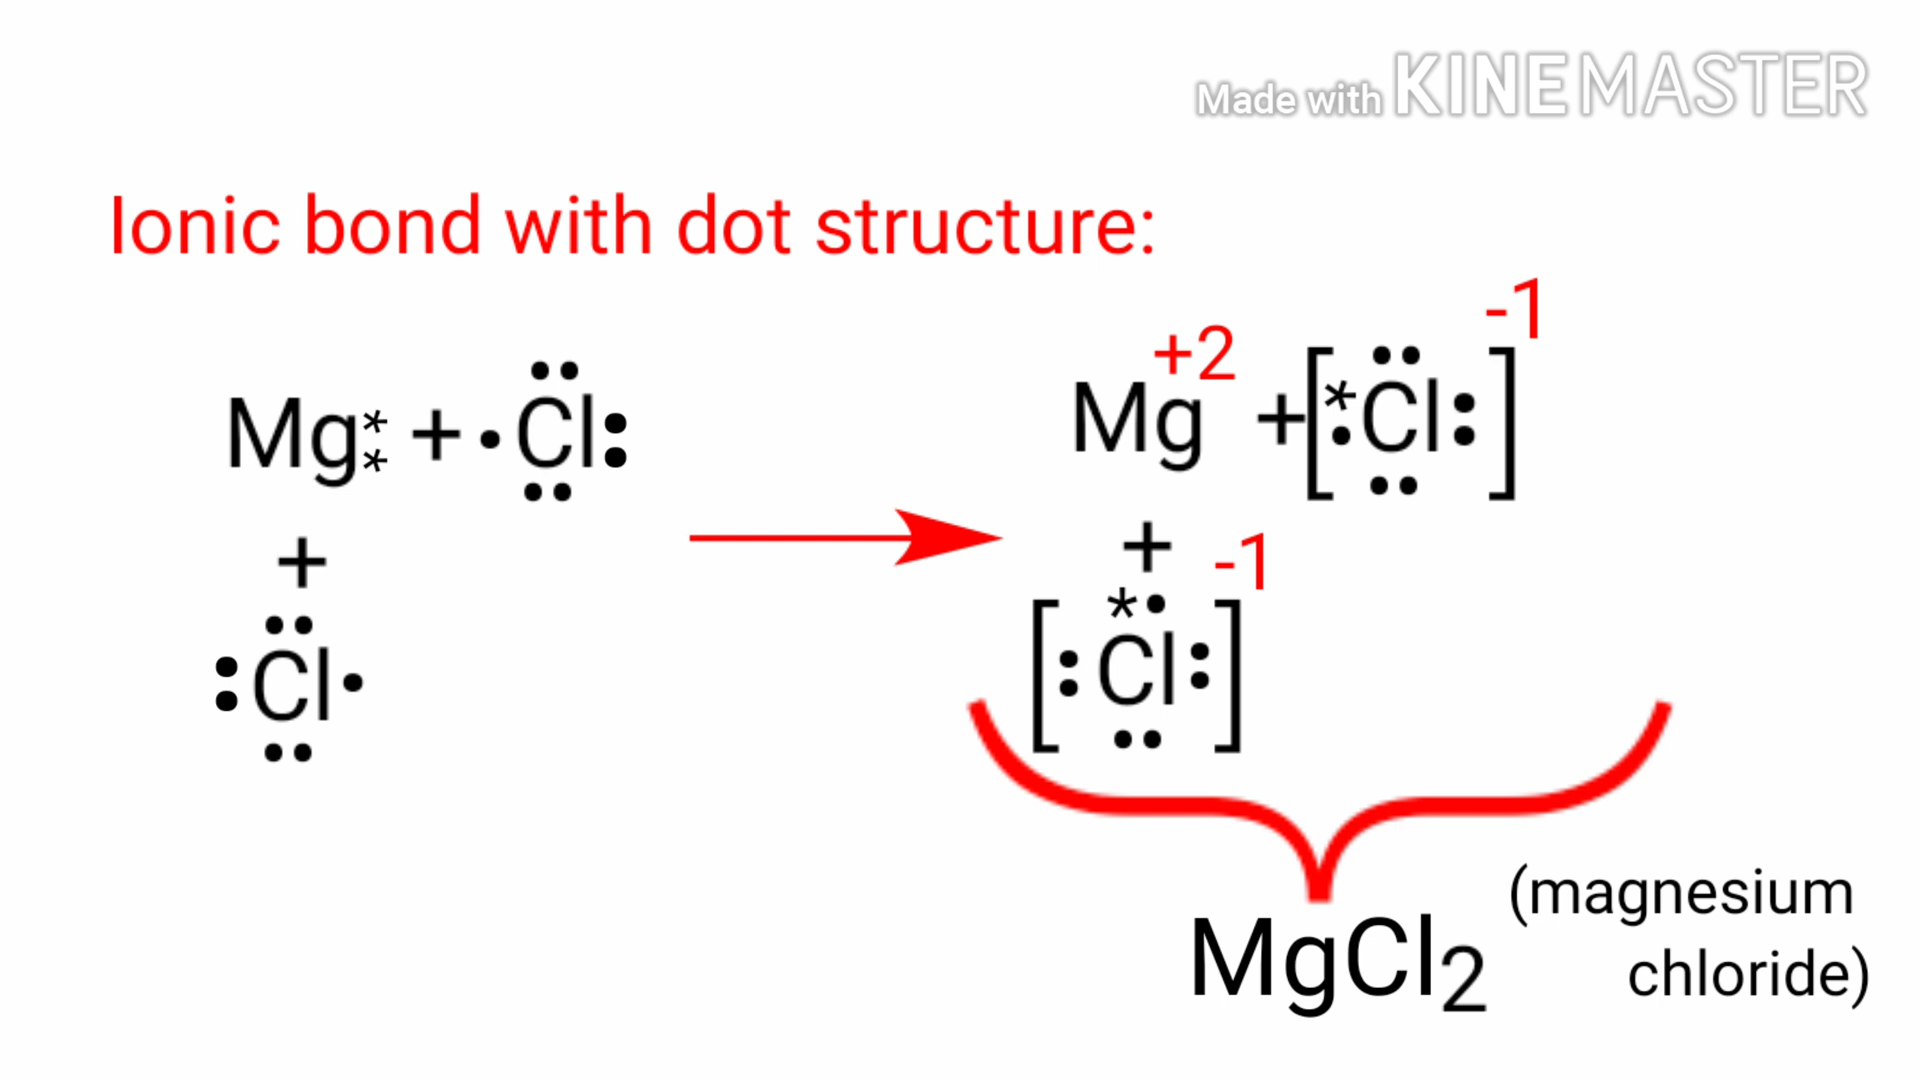 Made with KINEMASTER
Ionic bond with dot structure:
Mg:** + •Cl:
+
:Cl•
Mg+2 + [*•Cl:]-1
+
[:Cl:]-1
*•
MgCl2 (magnesium
chloride)